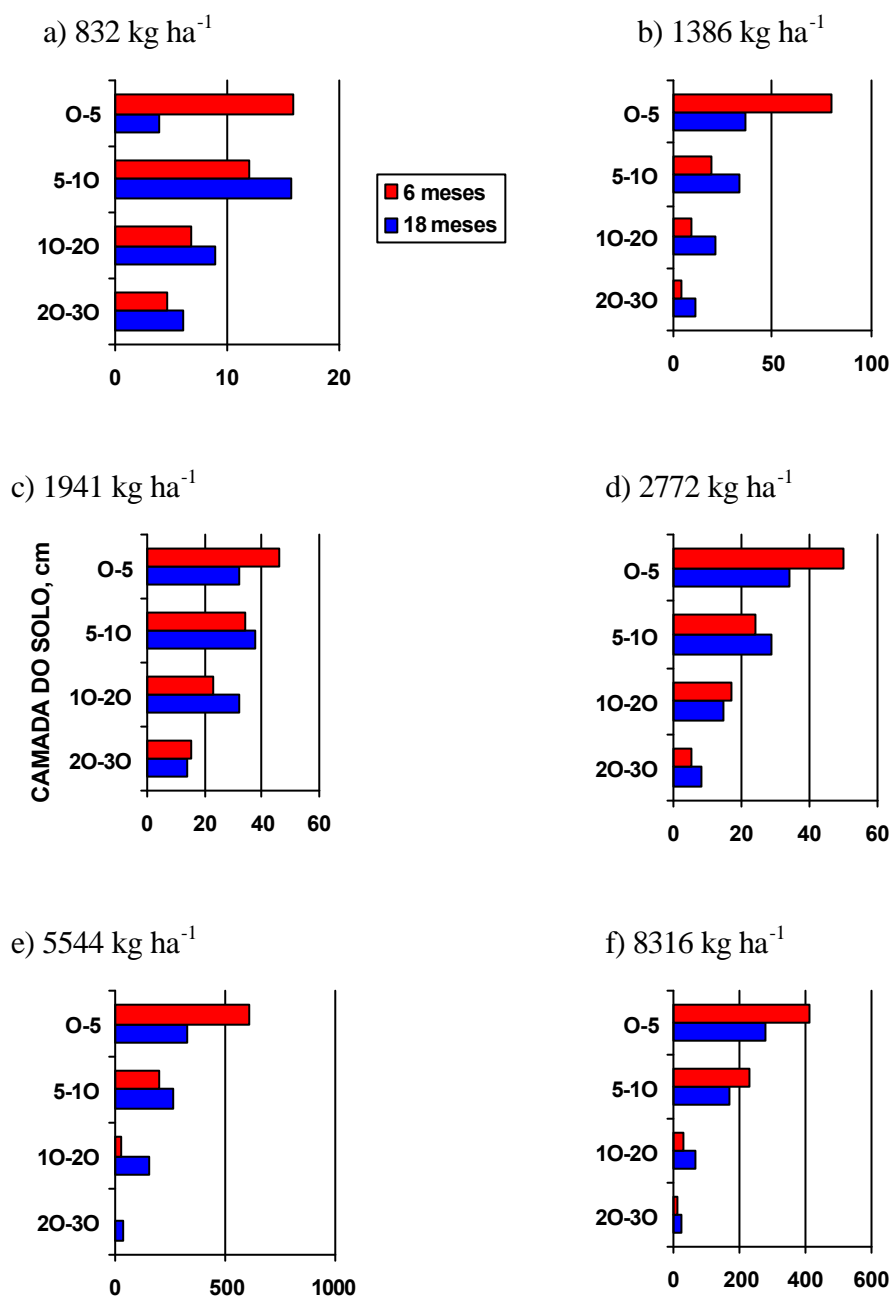 a) 832 kg ha-1
b) 1386 kg ha-1
O-5
5-1O
1O-2O
2O-3O
0 10 20
6 meses
18 meses
O-5
5-1O
1O-2O
2O-3O
0 50 100
c) 1941 kg ha-1
d) 2772 kg ha-1
CAMADA DO SOLO, cm
O-5
5-1O
1O-2O
2O-3O
0 20 40 60
O-5
5-1O
1O-2O
2O-3O
0 20 40 60
e) 5544 kg ha-1
f) 8316 kg ha-1
O-5
5-1O
1O-2O
2O-3O
0 500 1000
O-5
5-1O
1O-2O
2O-3O
0 200 400 600